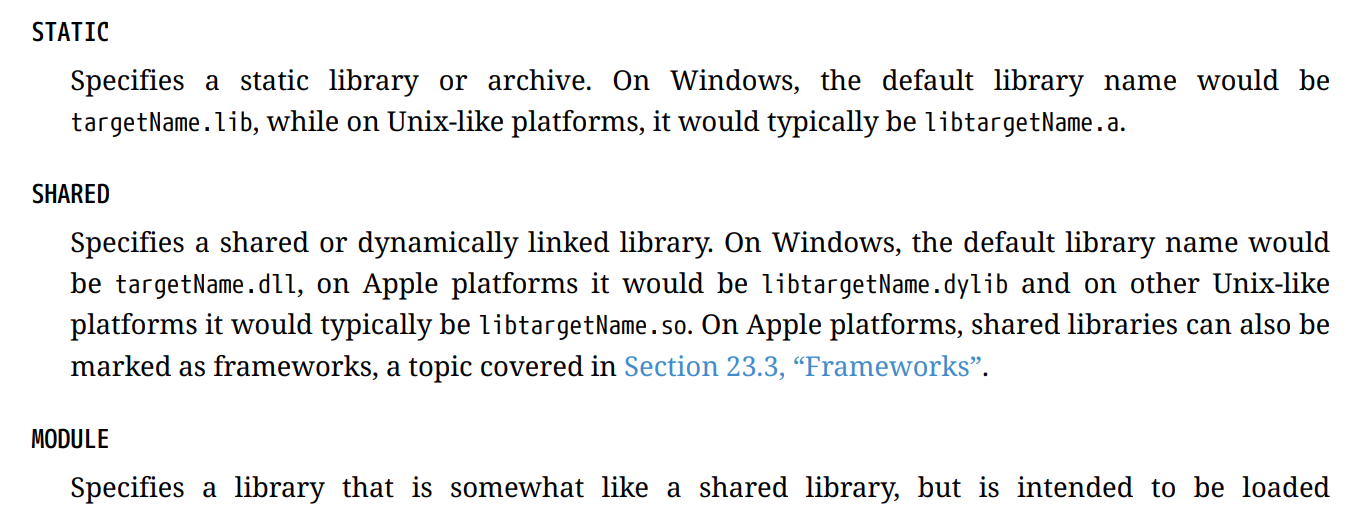 STATIC
Specifies a static library or archive. On Windows, the default library name would be
targetName.lib, while on Unix-like platforms, it would typically be libtargetName.a.
SHARED
Specifies a shared or dynamically linked library. On Windows, the default library name would
be targetName.dll, on Apple platforms it would be libtargetName.dylib and on other Unix-like
platforms it would typically be libtargetName.so. On Apple platforms, shared libraries can also be
marked as frameworks, a topic covered in Section 23.3, “Frameworks”.
MODULE
Specifies a library that is somewhat like a shared library, but is intended to be loaded